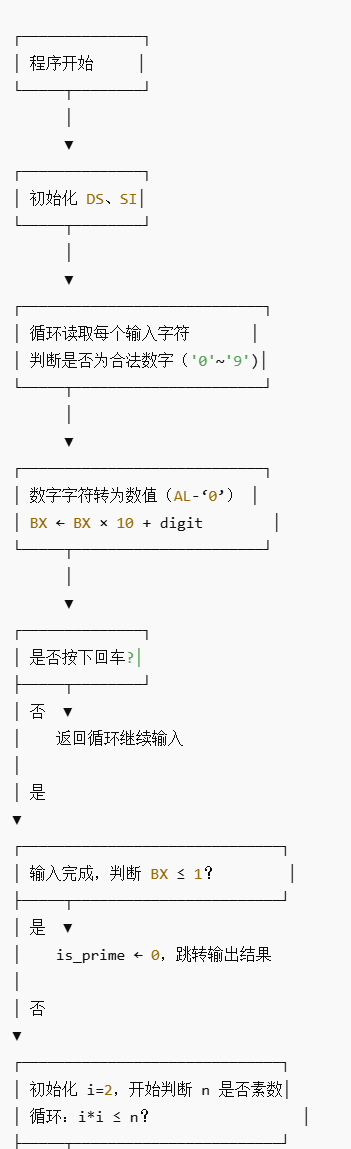 程序开始
初始化 DS、SI
循环读取每个输入字符
判断是否为合法数字（'0'~'9'）
数字字符转为数值（AL-‘0’）
BX ← BX × 10 + digit
是否按下回车?
否
返回循环继续输入
是
输入完成，判断 BX ≤ 1？
是
is_prime ← 0，跳转输出结果
否
初始化 i=2，开始判断 n 是否素数
循环：i*i ≤ n？